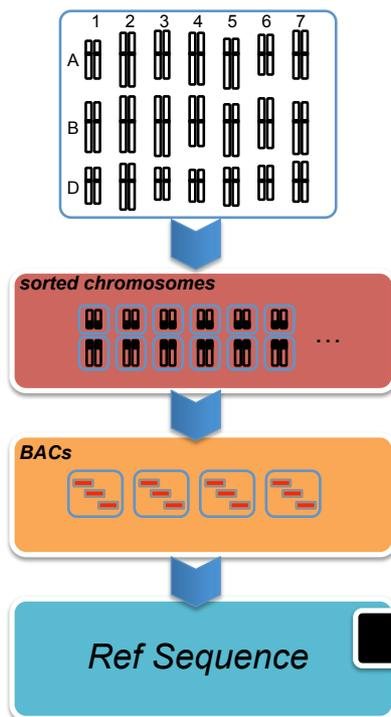 1 2 3 4 5 6 7
A
B
D
sorted chromosomes
...
BACs
Ref Sequence